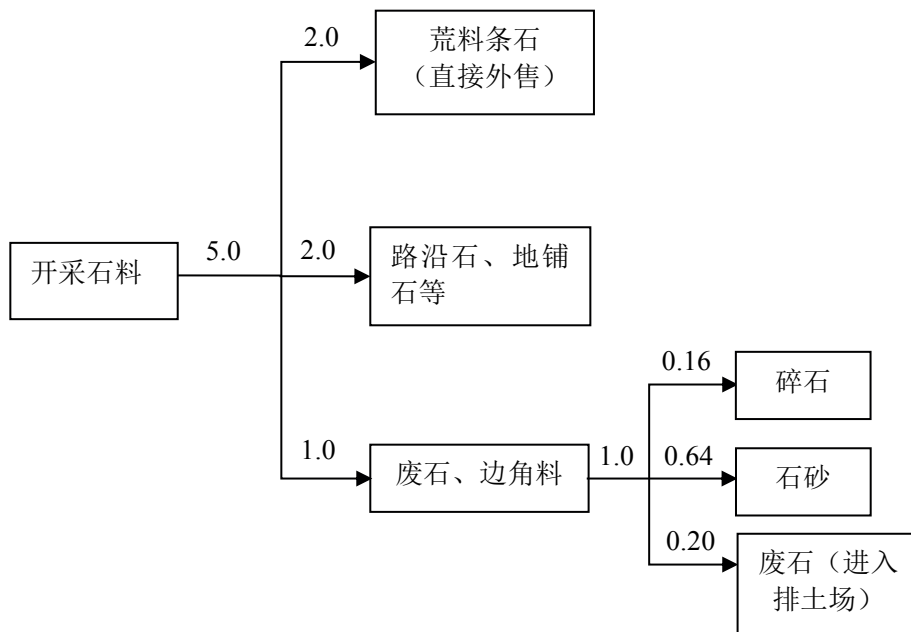 2.0
荒料条石
（直接外售）
开采石料
5.0
2.0
路沿石、地铺
石等
1.0
废石、边角料
1.0
0.16
碎石
0.64
石砂
0.20
废石（进入
排土场）